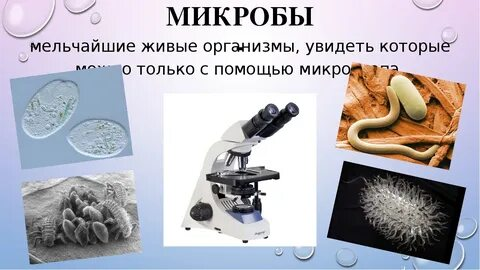 МИКРОБЫ
мельчайшие живые организмы, увидеть которые
только с помощью